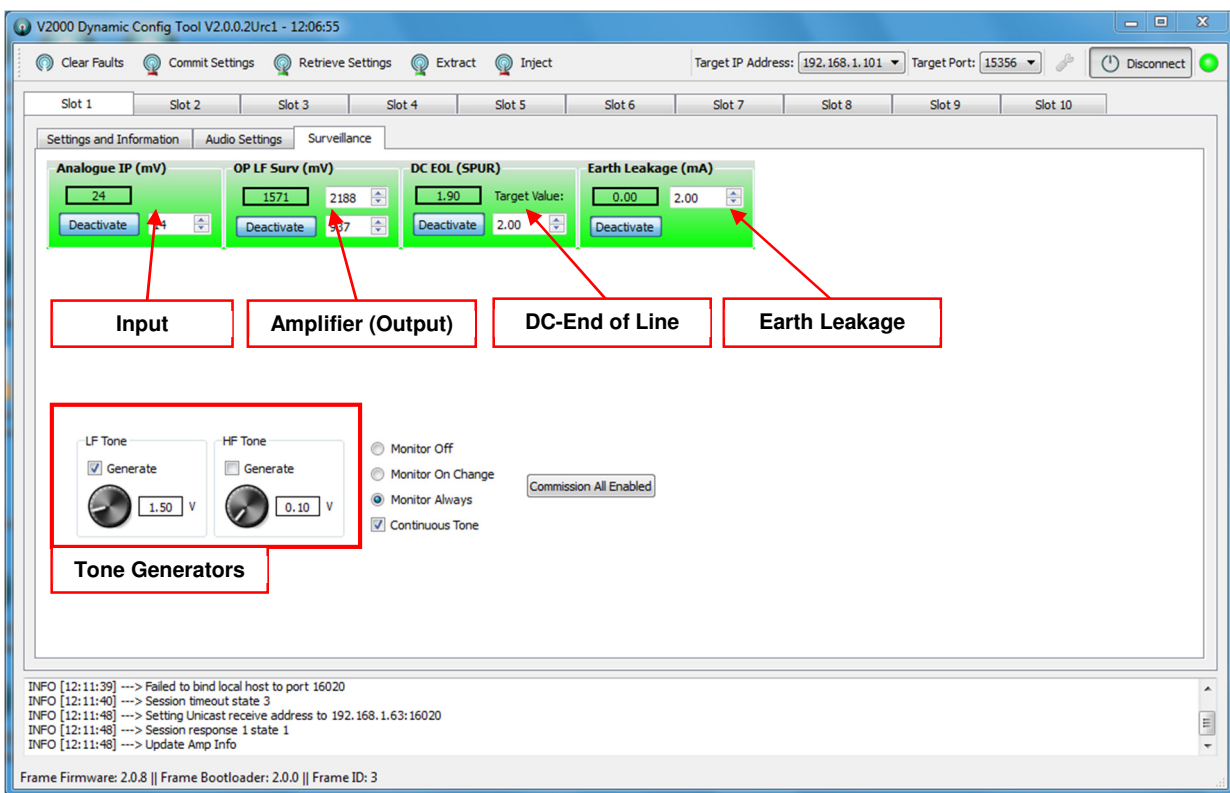 V2000 Dynamic Config Tool V2.0.0.2Urc1 - 12:06:55
Clear Faults Commit Settings Retrieve Settings Extract Inject Target IP Address: 192.168.1.101 Target Port: 15356 Disconnect
Slot 1 Slot 2 Slot 3 Slot 4 Slot 5 Slot 6 Slot 7 Slot 8 Slot 9 Slot 10
Settings and Information Audio Settings Surveillance
Analogue IP (mV) OP LF Surv (mV) DC EOL (SPUR) Earth Leakage (mA)
24 1571 2188 1.90 Target Value: 0.00 2.00
Deactivate Deactivate 937 Deactivate 2.00 Deactivate
Input Amplifier (Output) DC-End of Line Earth Leakage
LF Tone HF Tone
Generate Generate
1.50 V 0.10 V
Monitor Off
Monitor On Change
Monitor Always
Continuous Tone
Commission All Enabled
Tone Generators
INFO [12:11:39] ---> Failed to bind local host to port 16020
INFO [12:11:40] ---> Session timeout state 3
INFO [12:11:48] ---> Setting Unicast receive address to 192.168.1.63:16020
INFO [12:11:48] ---> Session response 1 state 1
INFO [12:11:48] ---> Update Amp Info
Frame Firmware: 2.0.8 || Frame Bootloader: 2.0.0 || Frame ID: 3